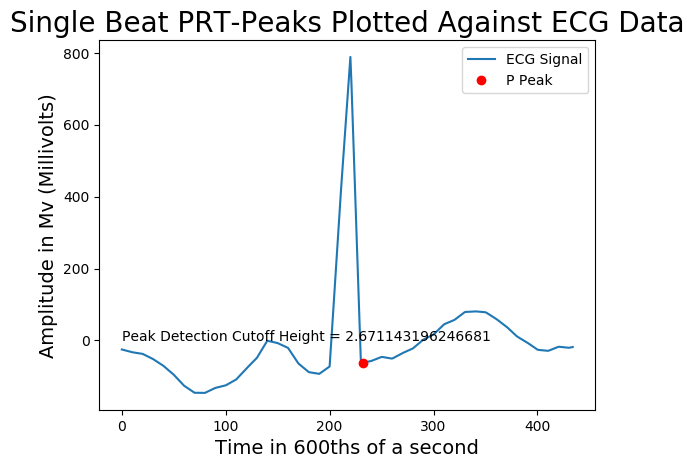 Single Beat PRT-Peaks Plotted Against ECG Data
800
600
400
200
0
Amplitude in Mv (Millivolts)
ECG Signal
P Peak
Peak Detection Cutoff Height = 2.671143196246681
0 100 200 300 400
Time in 600ths of a second